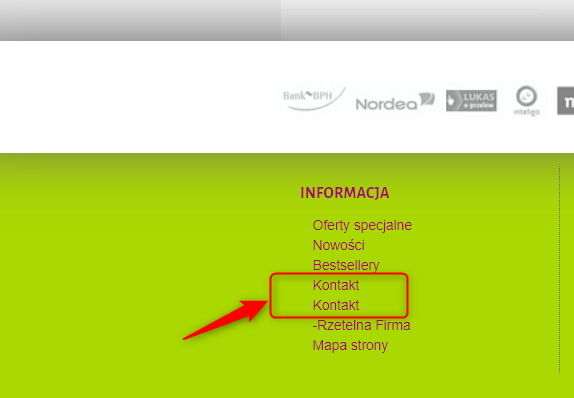 Bank BPH
Nordea
LUKAS
e-przelew
inteligo
INFORMACJA
Oferty specjalne
Nowości
Bestsellery
Kontakt
Kontakt
-Rzetelna Firma
Mapa strony